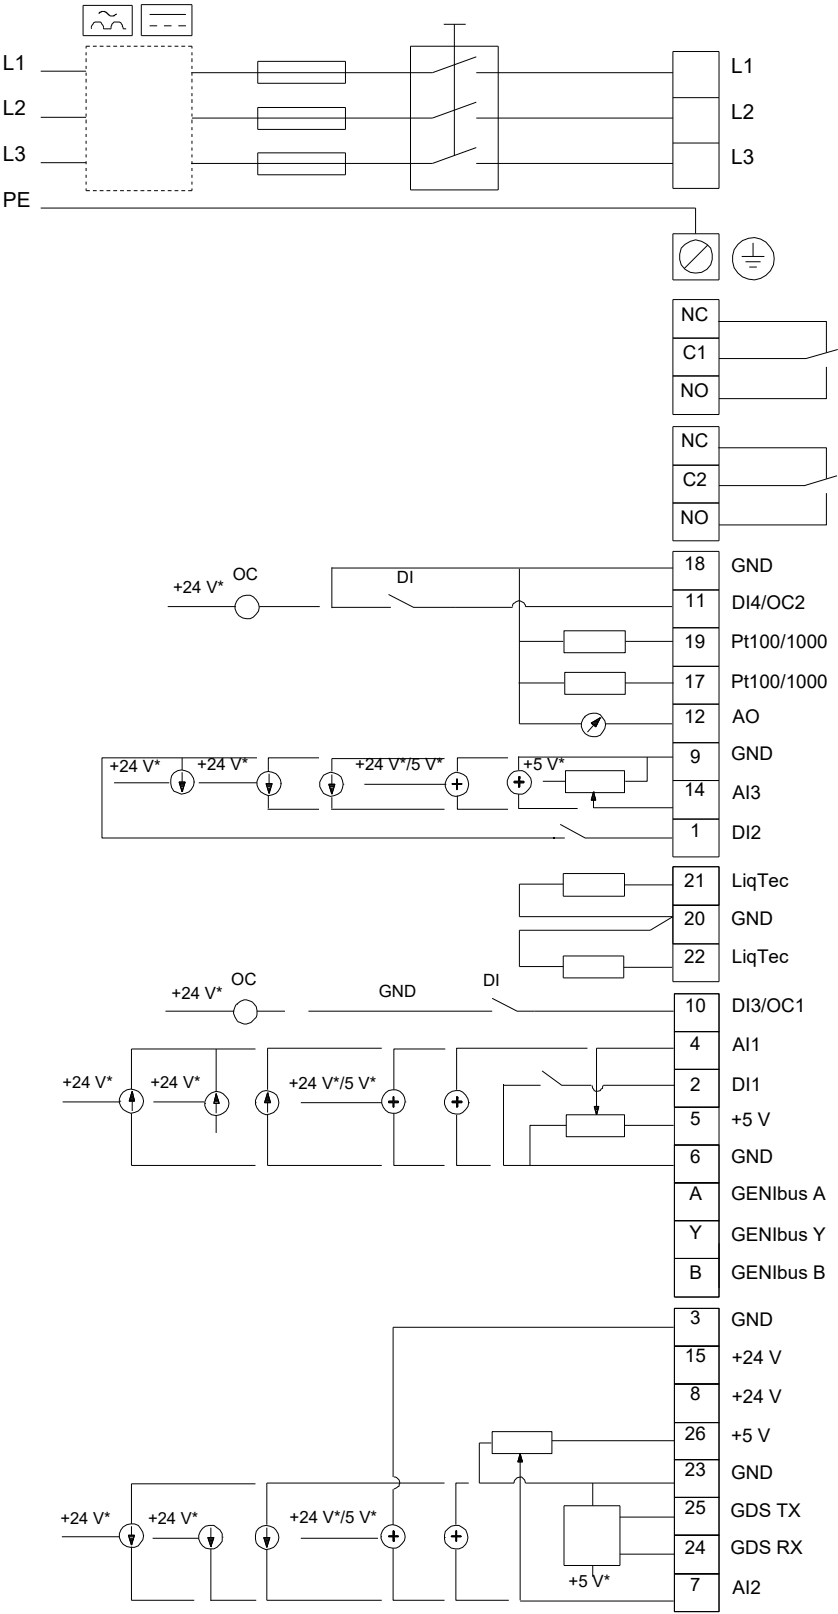 L1 L1
L2 L2
L3 L3
PE
NC
C1
NO
NC
C2
NO
18 GND
+24 V* OC DI
11 DI4/OC2
19 Pt100/1000
17 Pt100/1000
12 AO
9 GND
+24 V* +24 V* +24 V*/5 V* +5 V*
14 AI3
1 DI2
21 LiqTec
20 GND
22 LiqTec
+24 V* OC GND DI
10 DI3/OC1
4 AI1
+24 V* +24 V* +24 V*/5 V*
2 DI1
5 +5 V
6 GND
A GENIbus A
Y GENIbus Y
B GENIbus B
3 GND
15 +24 V
8 +24 V
26 +5 V
23 GND
25 GDS TX
+24 V* +24 V* +24 V*/5 V*
24 GDS RX
+5 V*
7 AI2